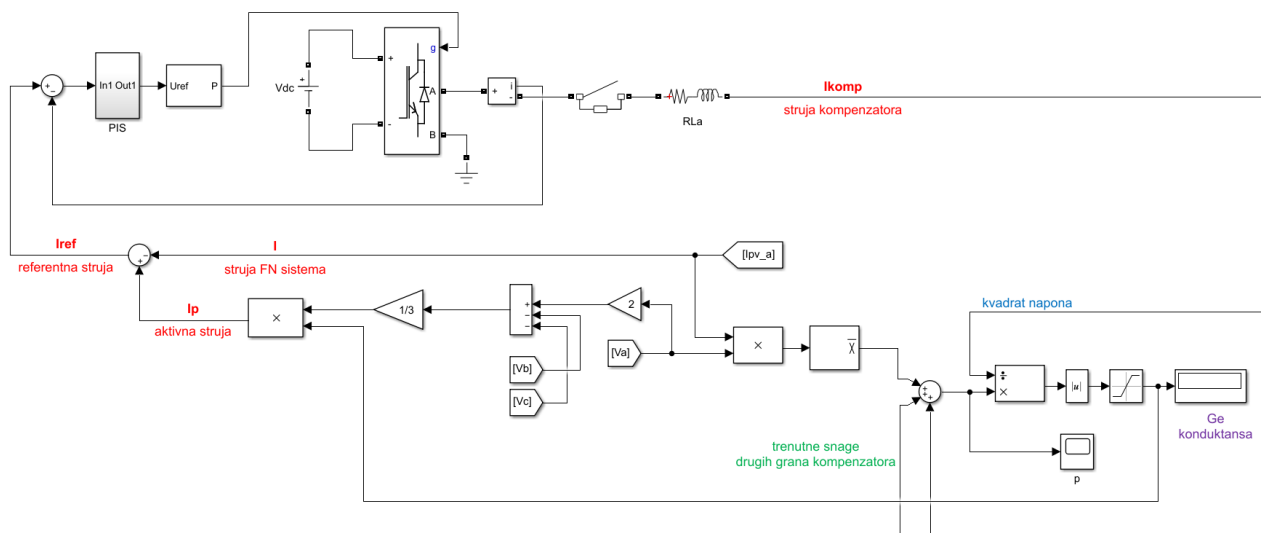 In1 Out1
PIS
Uref
P
Vdc
+
g
+
-
A
B
+
i
-
RLa
Ikomp
struja kompenzatora
+
-
Iref
referentna struja
-
+
I
struja FN sistema
[Ipv_a]
Ip
aktivna struja
×
1/3
+
-
-
2
[Va]
[Vb]
[Vc]
×
X
kvadrat napona
+
+
+
÷
×
|u|
Ge
konduktansa
trenutne snage
drugih grana kompenzatora
p